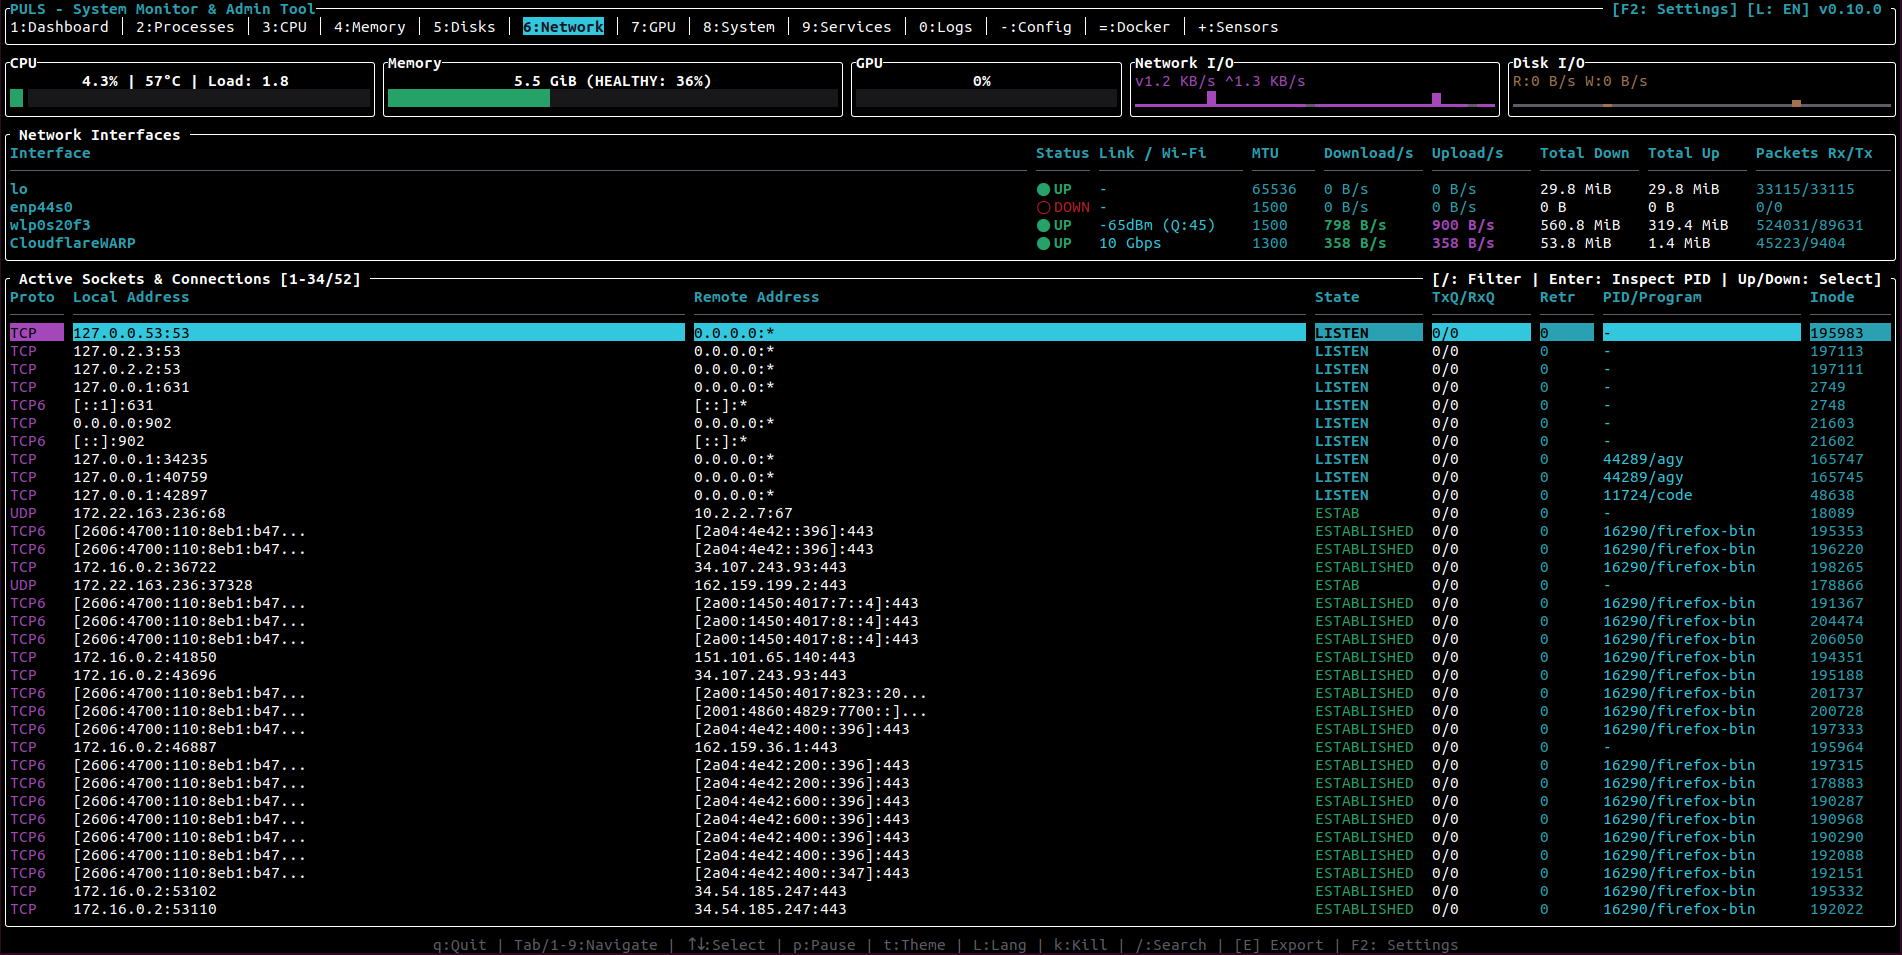 PULS - System Monitor & Admin Tool [F2: Settings] [L: EN] v0.10.0
1:Dashboard | 2:Processes | 3:CPU | 4:Memory | 5:Disks | 6:Network | 7:GPU | 8:System | 9:Services | 0:Logs | -:Config | =:Docker | +:Sensors
CPU Memory GPU Network I/O Disk I/O
4.3% | 57°C | Load: 1.8 5.5 GiB (HEALTHY: 36%) 0% v1.2 KB/s ^1.3 KB/s R:0 B/s W:0 B/s
Network Interfaces
Interface Status Link / Wi-Fi MTU Download/s Upload/s Total Down Total Up Packets Rx/Tx
lo ●UP - 65536 0 B/s 0 B/s 29.8 MiB 29.8 MiB 33115/33115
enp44s0 ○DOWN - 1500 0 B/s 0 B/s 0 B 0 B 0/0
wlp0s20f3 ●UP -65dBm (Q:45) 1500 798 B/s 900 B/s 560.8 MiB 319.4 MiB 524031/89631
CloudflareWARP ●UP 10 Gbps 1300 358 B/s 358 B/s 53.8 MiB 1.4 MiB 45223/9404
Active Sockets & Connections [1-34/52] [/: Filter | Enter: Inspect PID | Up/Down: Select]
Proto Local Address Remote Address State TxQ/RxQ Retr PID/Program Inode
TCP 127.0.0.53:53 0.0.0.0:* LISTEN 0/0 0 - 195983
TCP 127.0.2.3:53 0.0.0.0:* LISTEN 0/0 0 - 197113
TCP 127.0.2.2:53 0.0.0.0:* LISTEN 0/0 0 - 197111
TCP 127.0.0.1:631 0.0.0.0:* LISTEN 0/0 0 - 2749
TCP6 [::1]:631 [::]:* LISTEN 0/0 0 - 2748
TCP 0.0.0.0:902 0.0.0.0:* LISTEN 0/0 0 - 21603
TCP6 [::]:902 [::]:* LISTEN 0/0 0 - 21602
TCP 127.0.0.1:34235 0.0.0.0:* LISTEN 0/0 0 44289/agy 165747
TCP 127.0.0.1:40759 0.0.0.0:* LISTEN 0/0 0 44289/agy 165745
TCP 127.0.0.1:42897 0.0.0.0:* LISTEN 0/0 0 11724/code 48638
UDP 172.22.163.236:68 10.2.2.7:67 ESTAB 0/0 0 - 18089
TCP6 [2606:4700:110:8eb1:b47... [2a04:4e42::396]:443 ESTABLISHED 0/0 0 16290/firefox-bin 195353
TCP6 [2606:4700:110:8eb1:b47... [2a04:4e42::396]:443 ESTABLISHED 0/0 0 16290/firefox-bin 196220
TCP 172.16.0.2:36722 34.107.243.93:443 ESTABLISHED 0/0 0 16290/firefox-bin 198265
UDP 172.22.163.236:37328 162.159.199.2:443 ESTAB 0/0 0 - 178866
TCP6 [2606:4700:110:8eb1:b47... [2a00:1450:4017:7::4]:443 ESTABLISHED 0/0 0 16290/firefox-bin 191367
TCP6 [2606:4700:110:8eb1:b47... [2a00:1450:4017:8::4]:443 ESTABLISHED 0/0 0 16290/firefox-bin 204474
TCP6 [2606:4700:110:8eb1:b47... [2a00:1450:4017:8::4]:443 ESTABLISHED 0/0 0 16290/firefox-bin 206050
TCP 172.16.0.2:41850 151.101.65.140:443 ESTABLISHED 0/0 0 16290/firefox-bin 194351
TCP 172.16.0.2:43696 34.107.243.93:443 ESTABLISHED 0/0 0 16290/firefox-bin 195188
TCP6 [2606:4700:110:8eb1:b47... [2a00:1450:4017:823::20... ESTABLISHED 0/0 0 16290/firefox-bin 201737
TCP6 [2606:4700:110:8eb1:b47... [2001:4860:4829:7700::]... ESTABLISHED 0/0 0 16290/firefox-bin 200728
TCP6 [2606:4700:110:8eb1:b47... [2a04:4e42:400::396]:443 ESTABLISHED 0/0 0 16290/firefox-bin 197333
TCP 172.16.0.2:46887 162.159.36.1:443 ESTABLISHED 0/0 0 - 195964
TCP6 [2606:4700:110:8eb1:b47... [2a04:4e42:200::396]:443 ESTABLISHED 0/0 0 16290/firefox-bin 197315
TCP6 [2606:4700:110:8eb1:b47... [2a04:4e42:200::396]:443 ESTABLISHED 0/0 0 16290/firefox-bin 178883
TCP6 [2606:4700:110:8eb1:b47... [2a04:4e42:600::396]:443 ESTABLISHED 0/0 0 16290/firefox-bin 190287
TCP6 [2606:4700:110:8eb1:b47... [2a04:4e42:600::396]:443 ESTABLISHED 0/0 0 16290/firefox-bin 190968
TCP6 [2606:4700:110:8eb1:b47... [2a04:4e42:400::396]:443 ESTABLISHED 0/0 0 16290/firefox-bin 190290
TCP6 [2606:4700:110:8eb1:b47... [2a04:4e42:400::396]:443 ESTABLISHED 0/0 0 16290/firefox-bin 192088
TCP6 [2606:4700:110:8eb1:b47... [2a04:4e42:400::347]:443 ESTABLISHED 0/0 0 16290/firefox-bin 192151
TCP 172.16.0.2:53102 34.54.185.247:443 ESTABLISHED 0/0 0 16290/firefox-bin 195332
TCP 172.16.0.2:53110 34.54.185.247:443 ESTABLISHED 0/0 0 16290/firefox-bin 192022
q:Quit | Tab/1-9:Navigate | ↑↓:Select | p:Pause | t:Theme | L:Lang | k:Kill | /:Search | [E] Export | F2: Settings